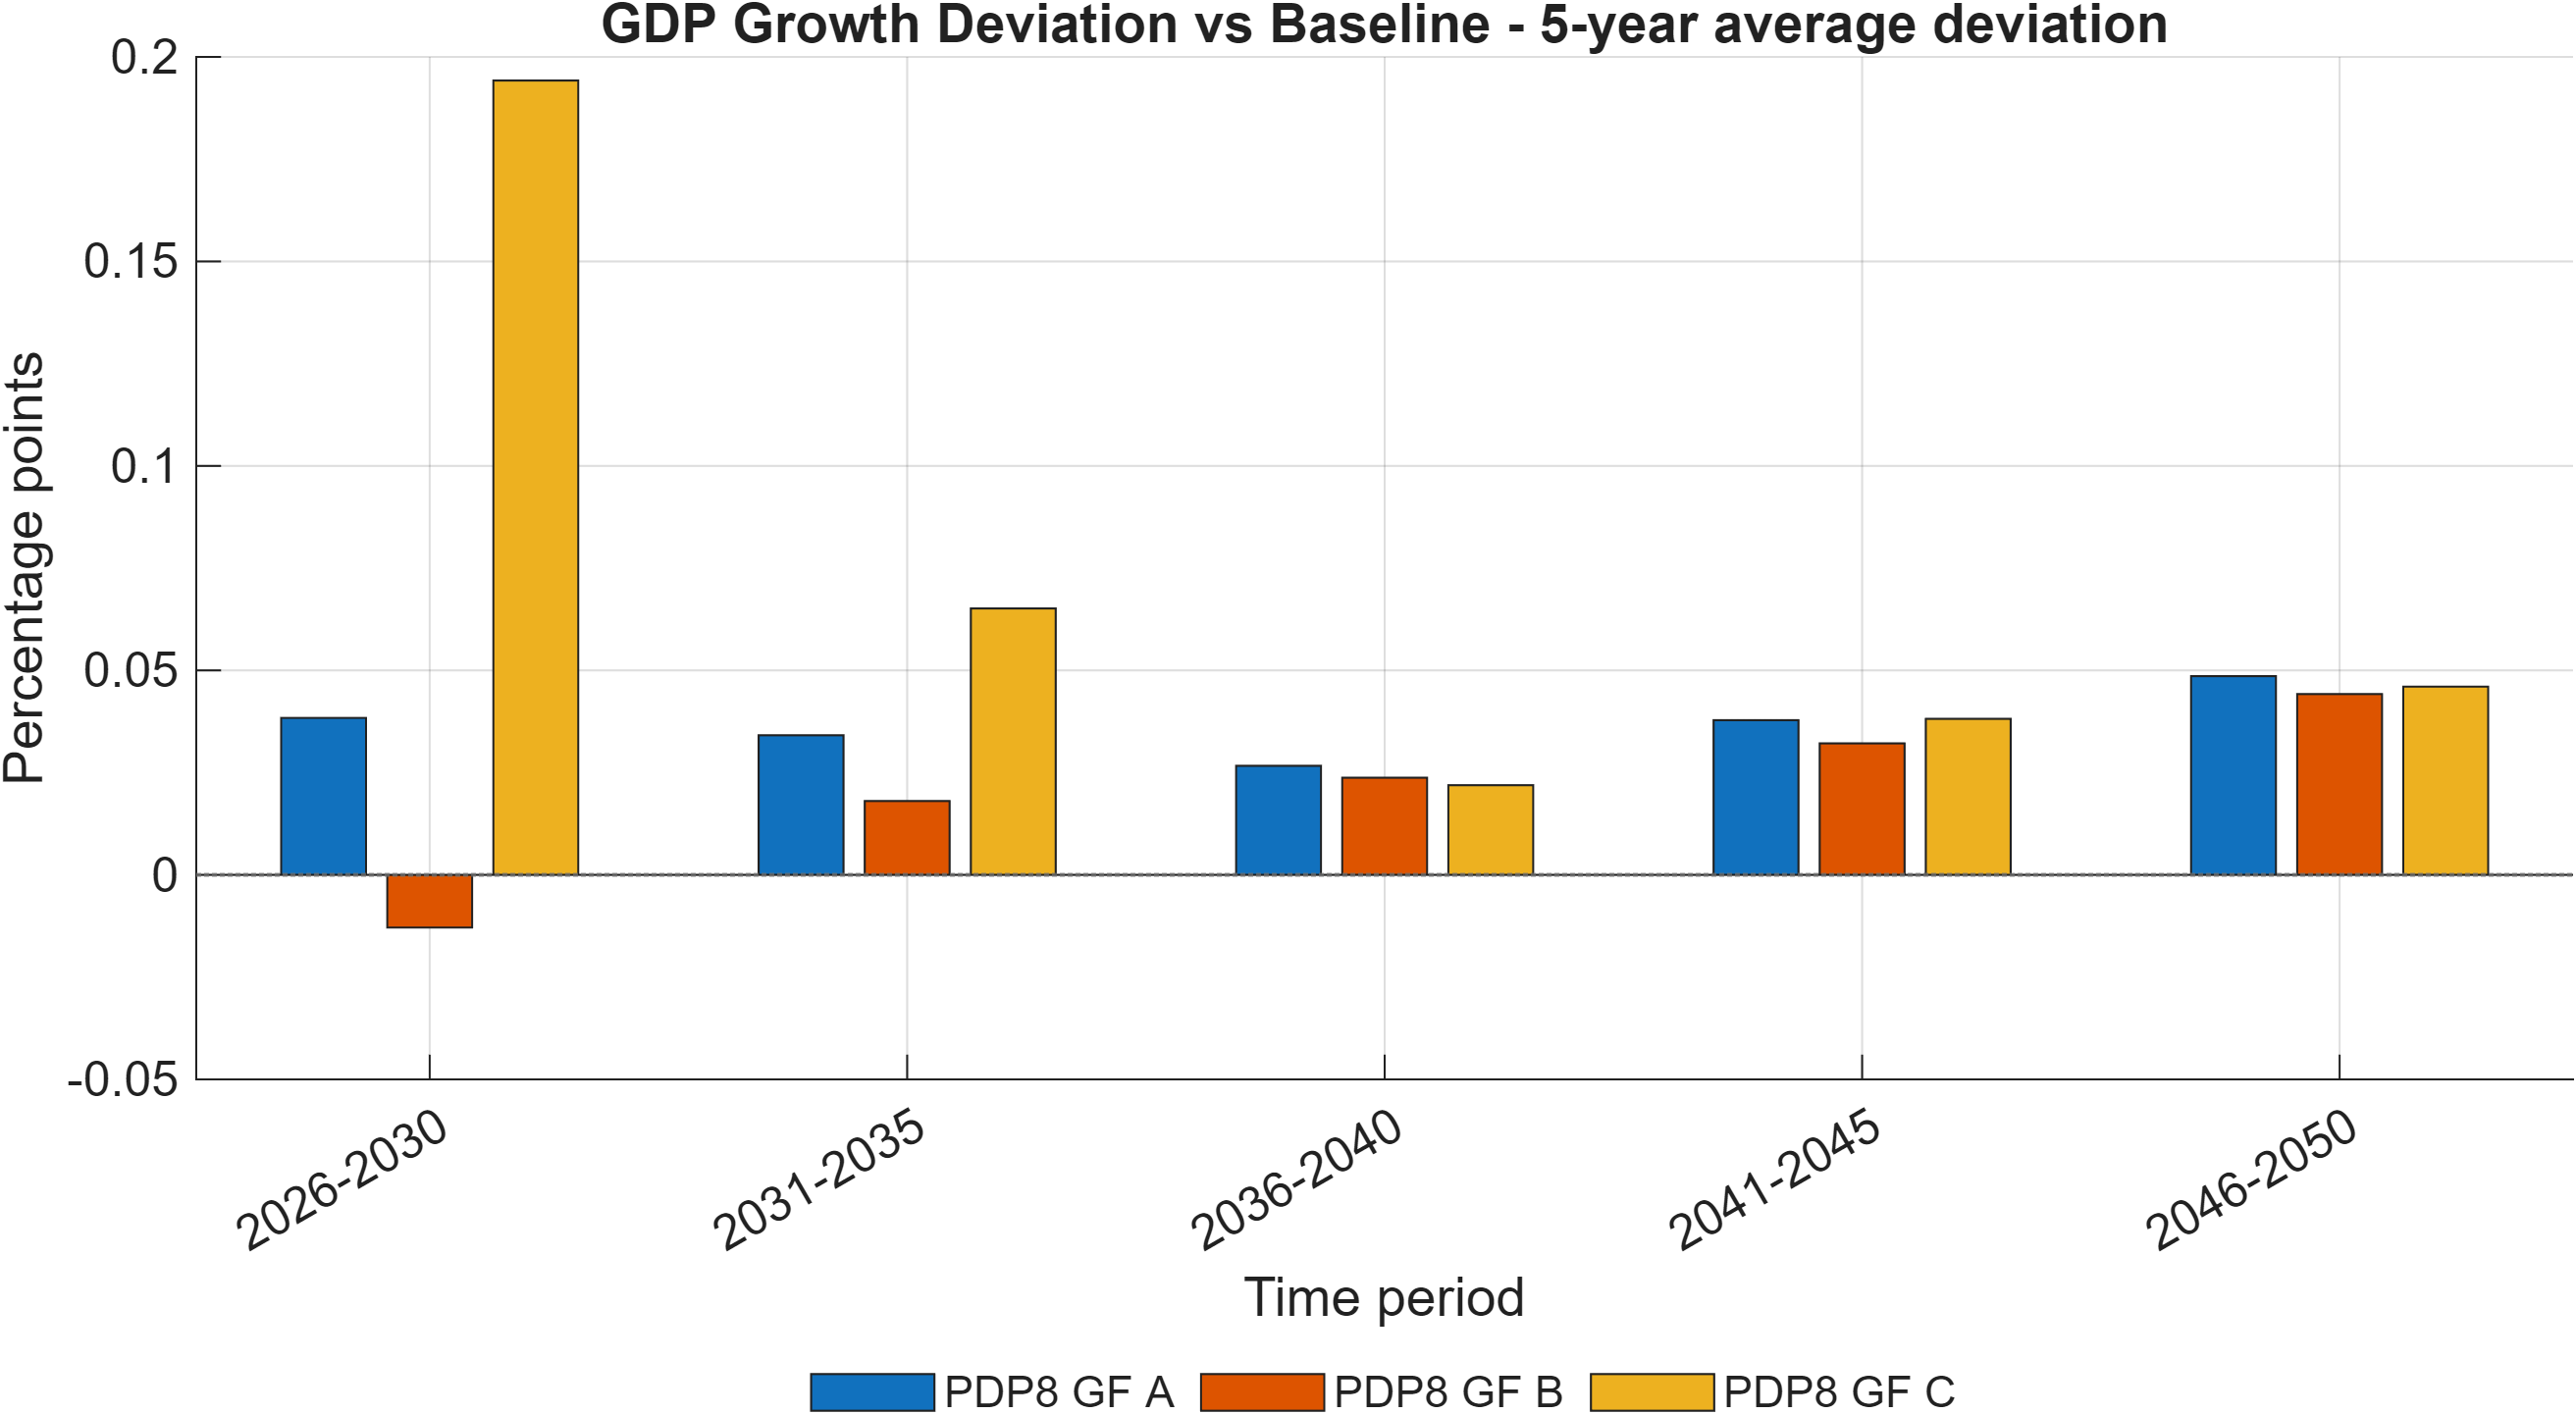 GDP Growth Deviation vs Baseline - 5-year average deviation
Percentage points
0.2
0.15
0.1
0.05
0
-0.05
2026-2030
2031-2035
2036-2040
2041-2045
2046-2050
Time period
PDP8 GF A
PDP8 GF B
PDP8 GF C